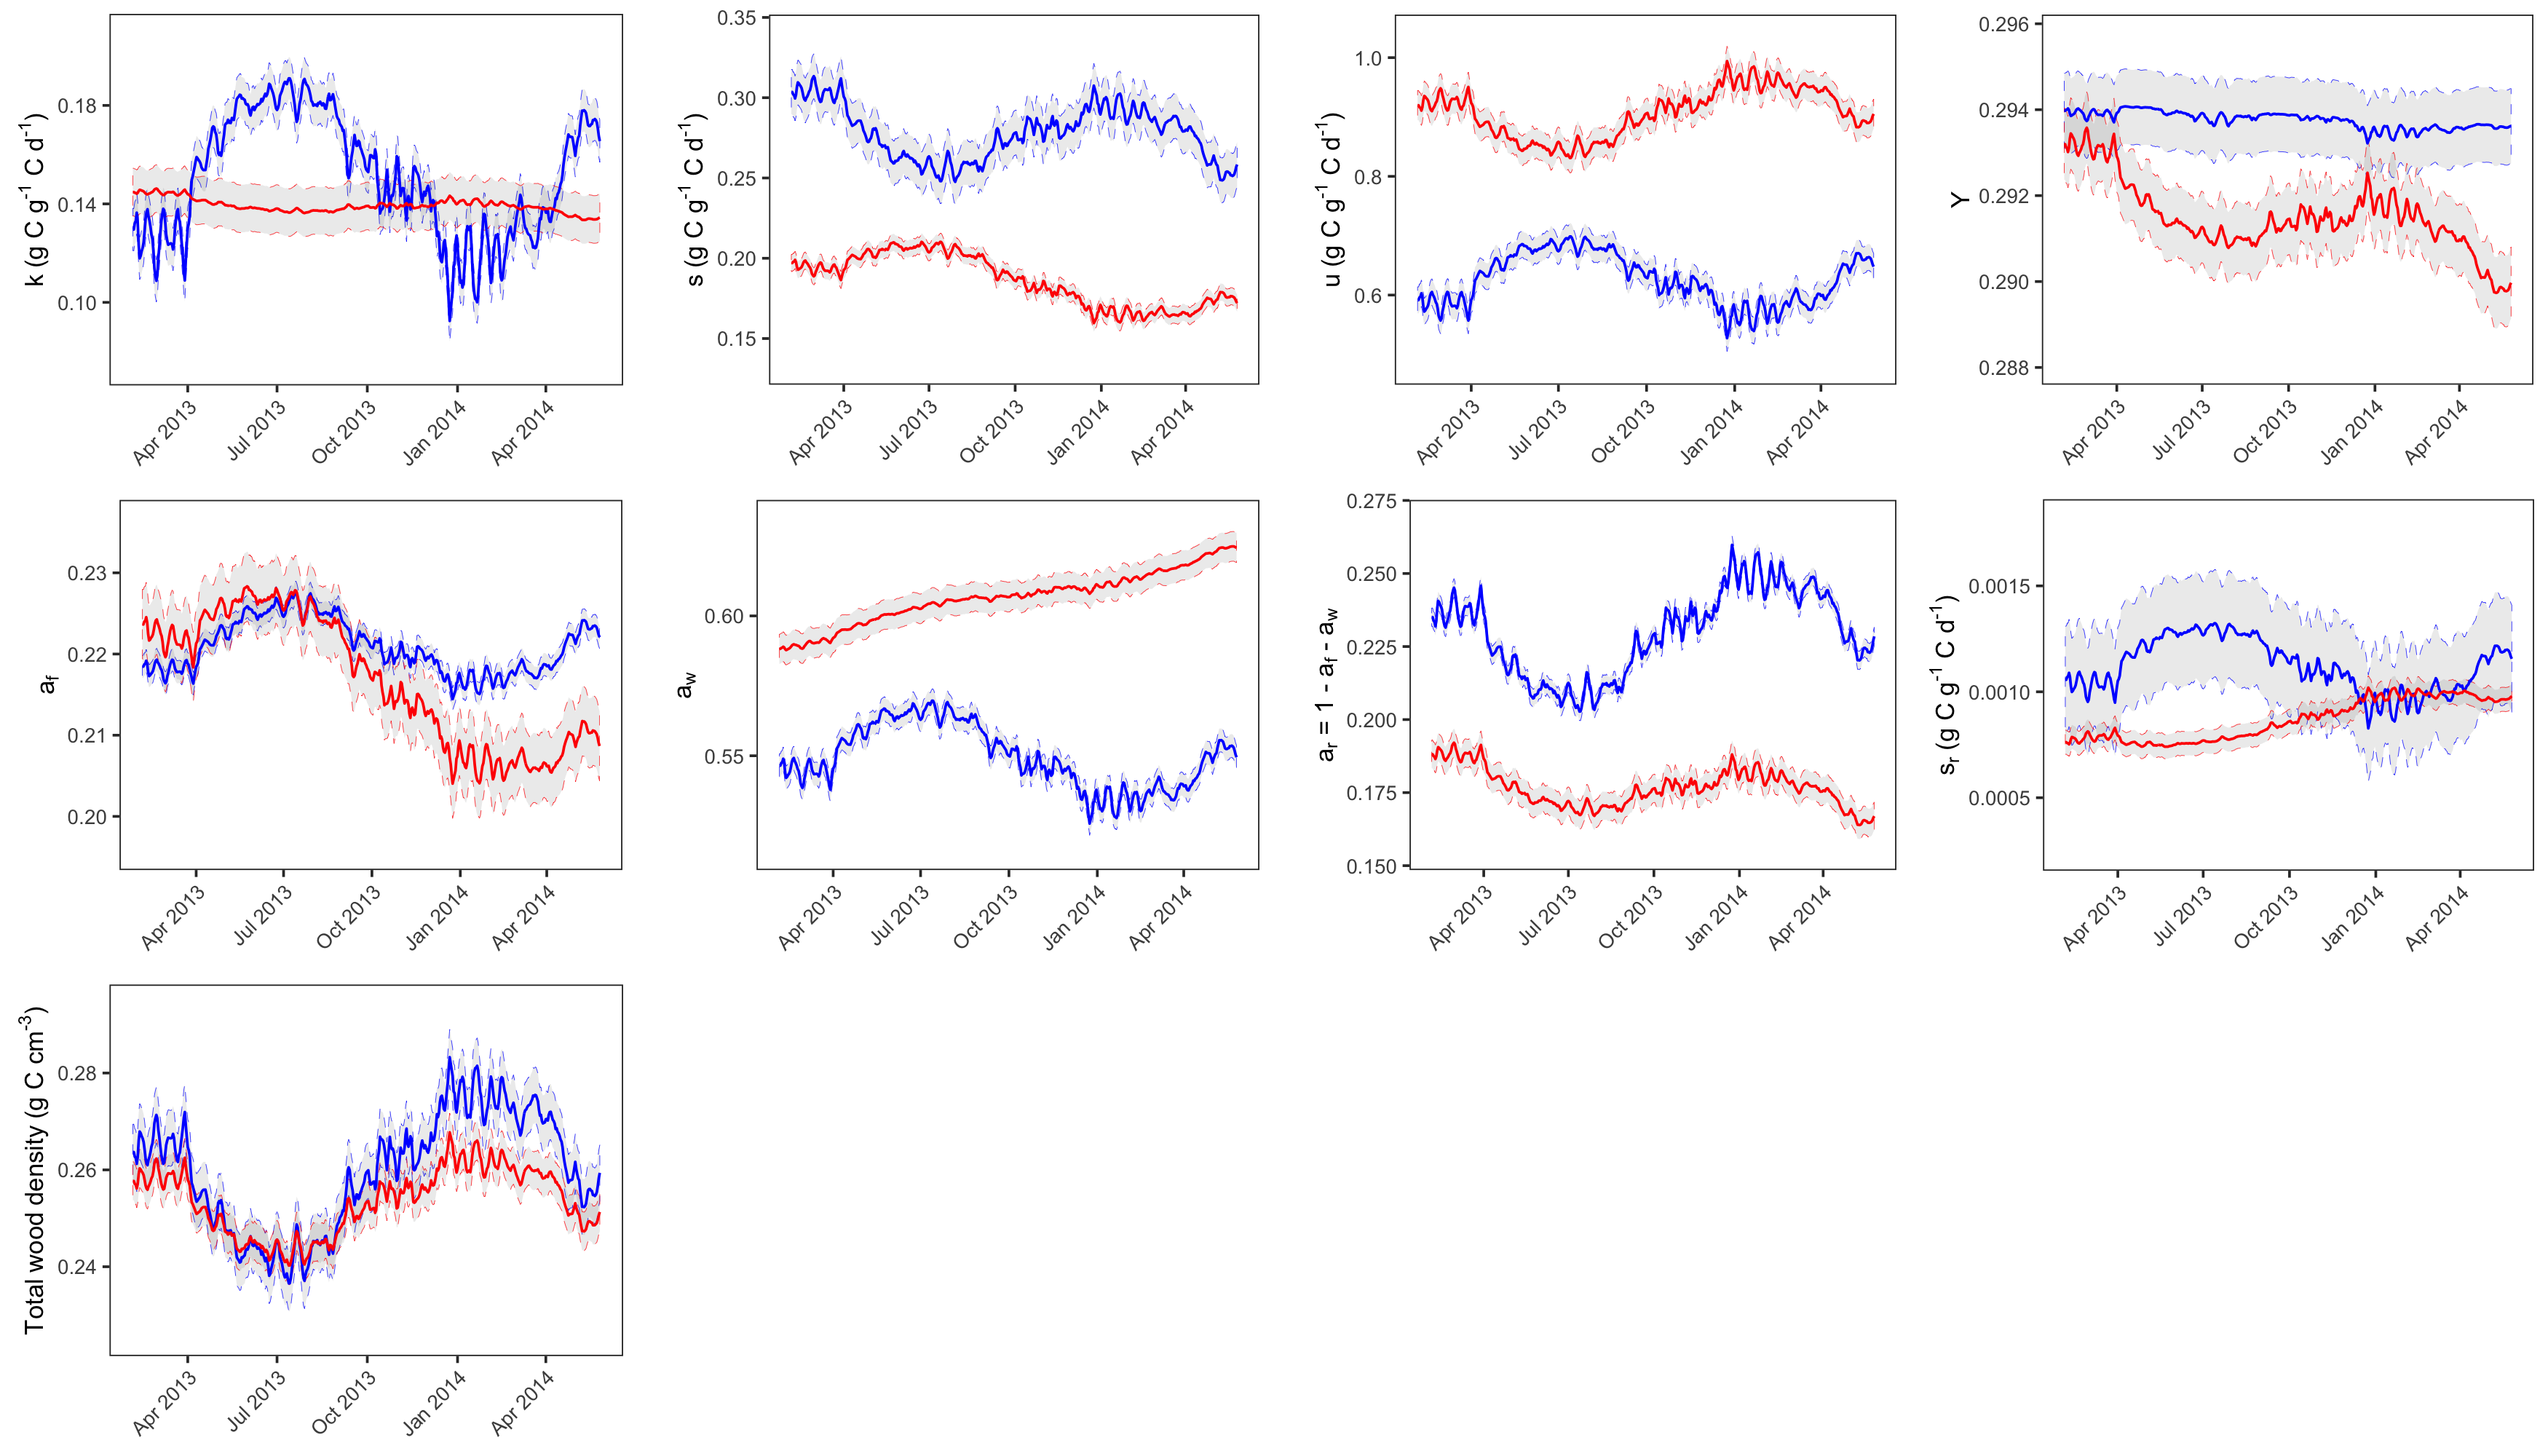 k (g C g⁻¹ C d⁻¹)
0.18
0.14
0.10
Apr 2013
Jul 2013
Oct 2013
Jan 2014
Apr 2014
s (g C g⁻¹ C d⁻¹)
0.35
0.30
0.25
0.20
0.15
Apr 2013
Jul 2013
Oct 2013
Jan 2014
Apr 2014
u (g C g⁻¹ C d⁻¹)
1.0
0.8
0.6
Apr 2013
Jul 2013
Oct 2013
Jan 2014
Apr 2014
Y
0.296
0.294
0.292
0.290
0.288
Apr 2013
Jul 2013
Oct 2013
Jan 2014
Apr 2014
af
0.23
0.22
0.21
0.20
Apr 2013
Jul 2013
Oct 2013
Jan 2014
Apr 2014
aw
0.60
0.55
Apr 2013
Jul 2013
Oct 2013
Jan 2014
Apr 2014
ar = 1 - af - aw
0.275
0.250
0.225
0.200
0.175
0.150
Apr 2013
Jul 2013
Oct 2013
Jan 2014
Apr 2014
sr (g C g⁻¹ C d⁻¹)
0.0015
0.0010
0.0005
Apr 2013
Jul 2013
Oct 2013
Jan 2014
Apr 2014
Total wood density (g C cm⁻³)
0.28
0.26
0.24
Apr 2013
Jul 2013
Oct 2013
Jan 2014
Apr 2014